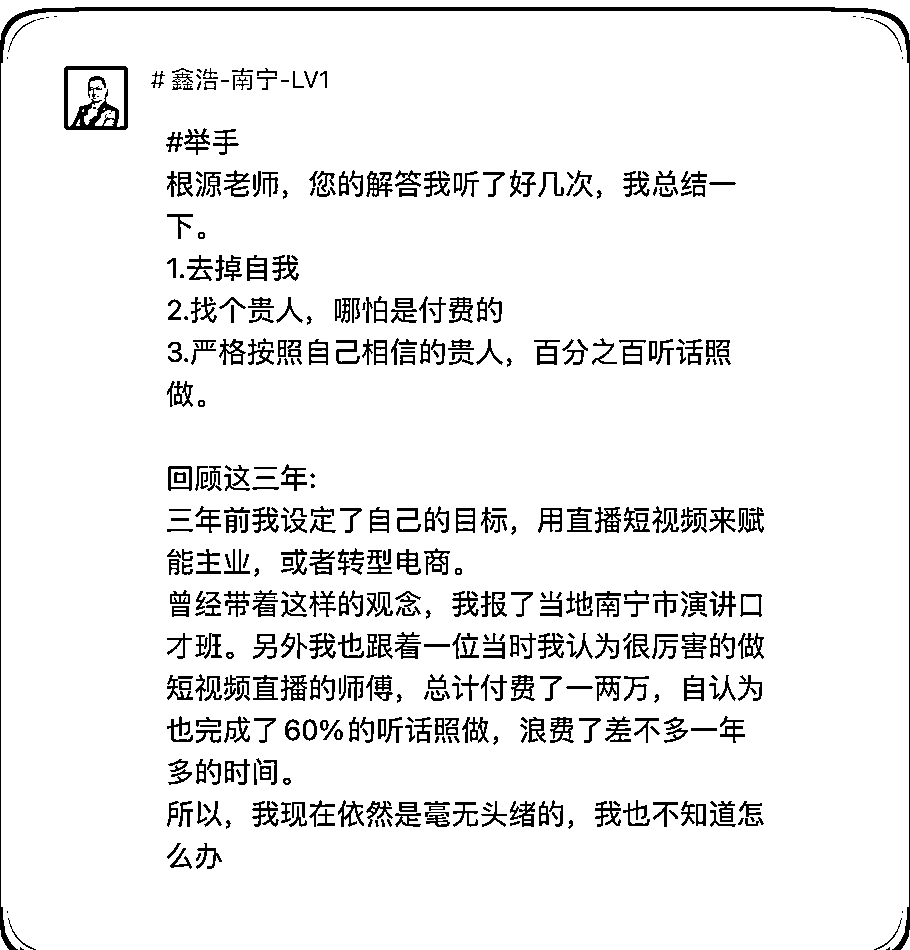 # 鑫浩-南宁-LV1
#举手
根源老师，您的解答我听了好几次，我总结一
下。
1.去掉自我
2.找个贵人，哪怕是付费的
3.严格按照自己相信的贵人，百分之百听话照
做。
回顾这三年:
三年前我设定了自己的目标，用直播短视频来赋
能主业，或者转型电商。
曾经带着这样的观念，我报了当地南宁市演讲口
才班。另外我也跟着一位当时我认为很厉害的做
短视频直播的师傅，总计付费了一两万，自认为
也完成了60%的听话照做，浪费了差不多一年
多的时间。
所以，我现在依然是毫无头绪的，我也不知道怎
么办